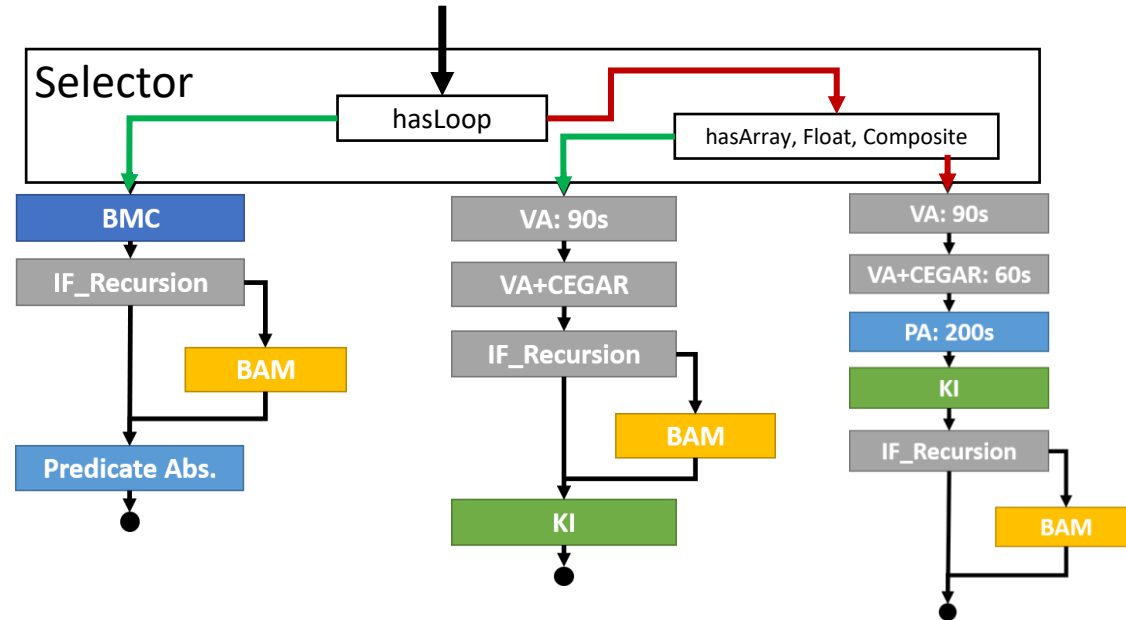 Selector
hasLoop
hasArray, Float, Composite
BMC
IF_Recursion
BAM
Predicate Abs.
VA: 90s
VA+CEGAR
IF_Recursion
BAM
KI
VA: 90s
VA+CEGAR: 60s
PA: 200s
KI
IF_Recursion
BAM